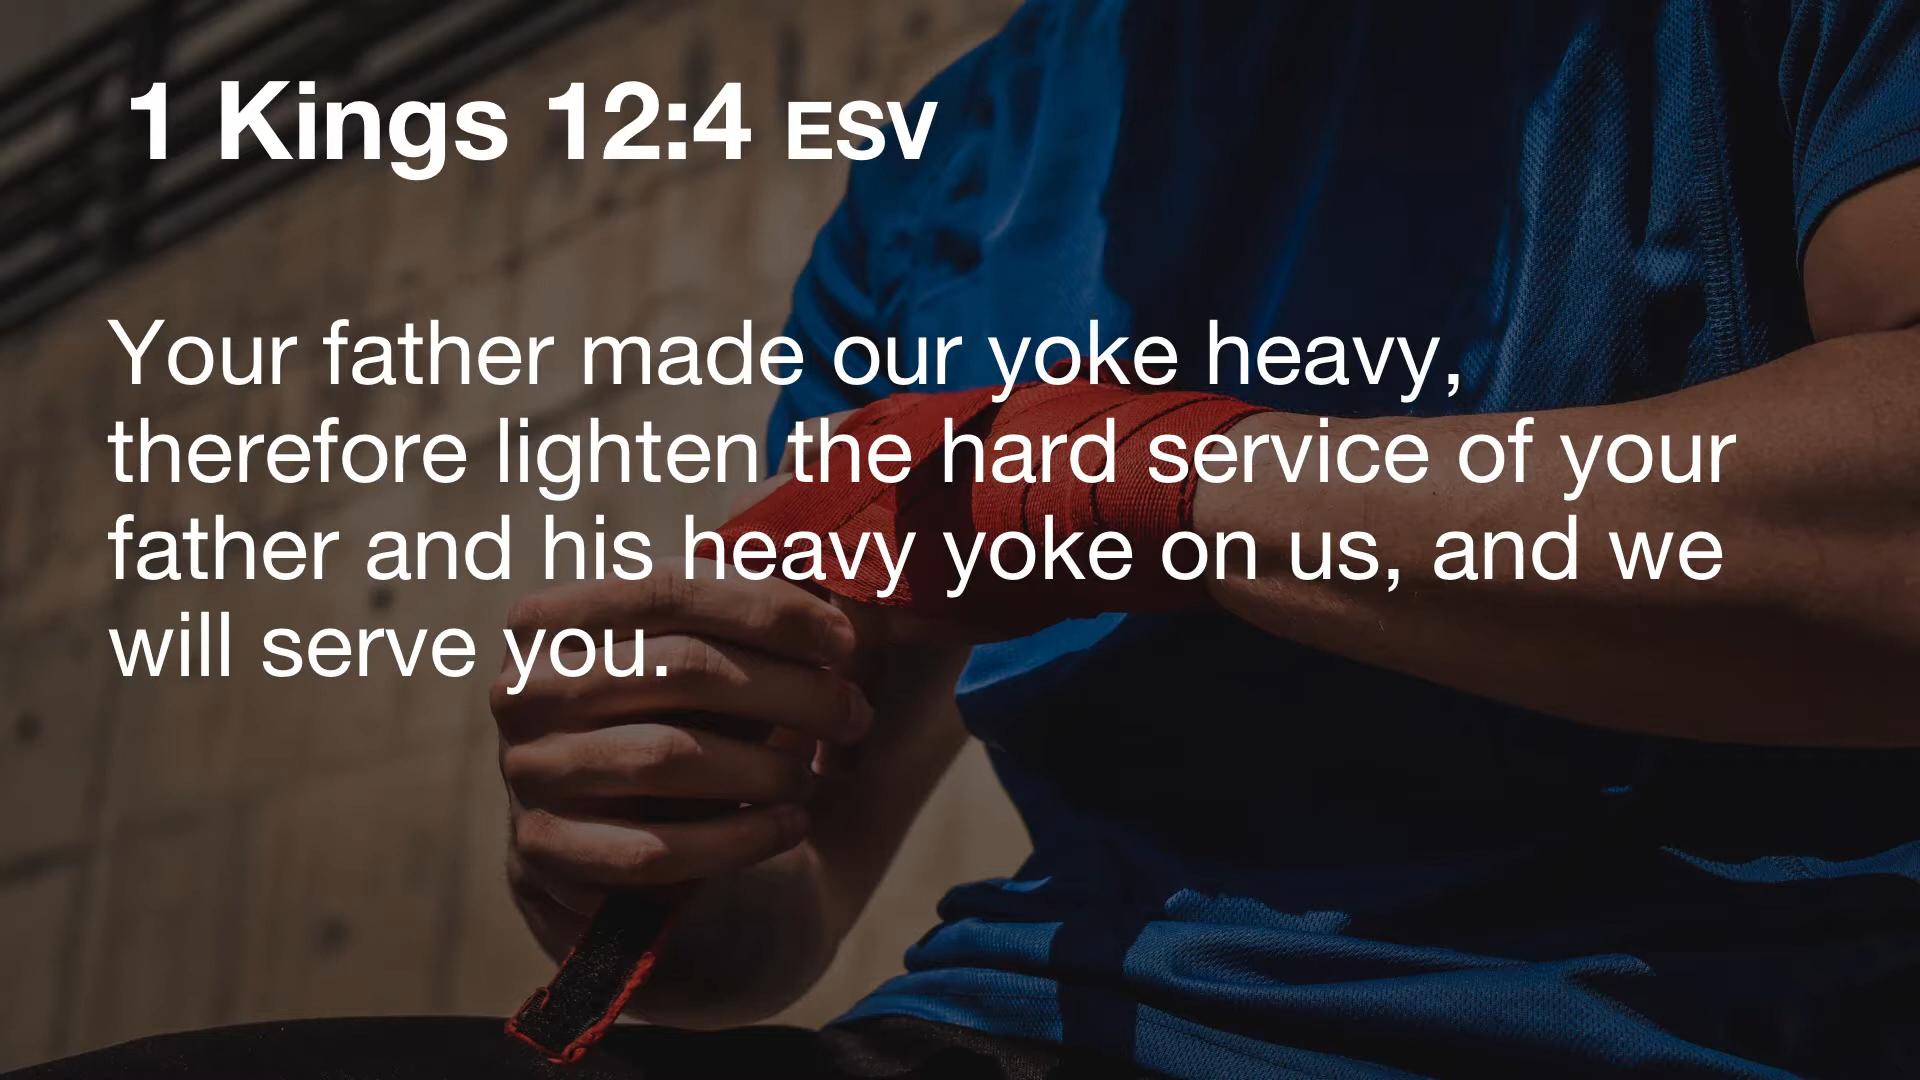 1 Kings 12:4 ESV
Your father made our yoke heavy,
therefore lighten the hard service of your
father and his heavy yoke on us, and we
will serve you.